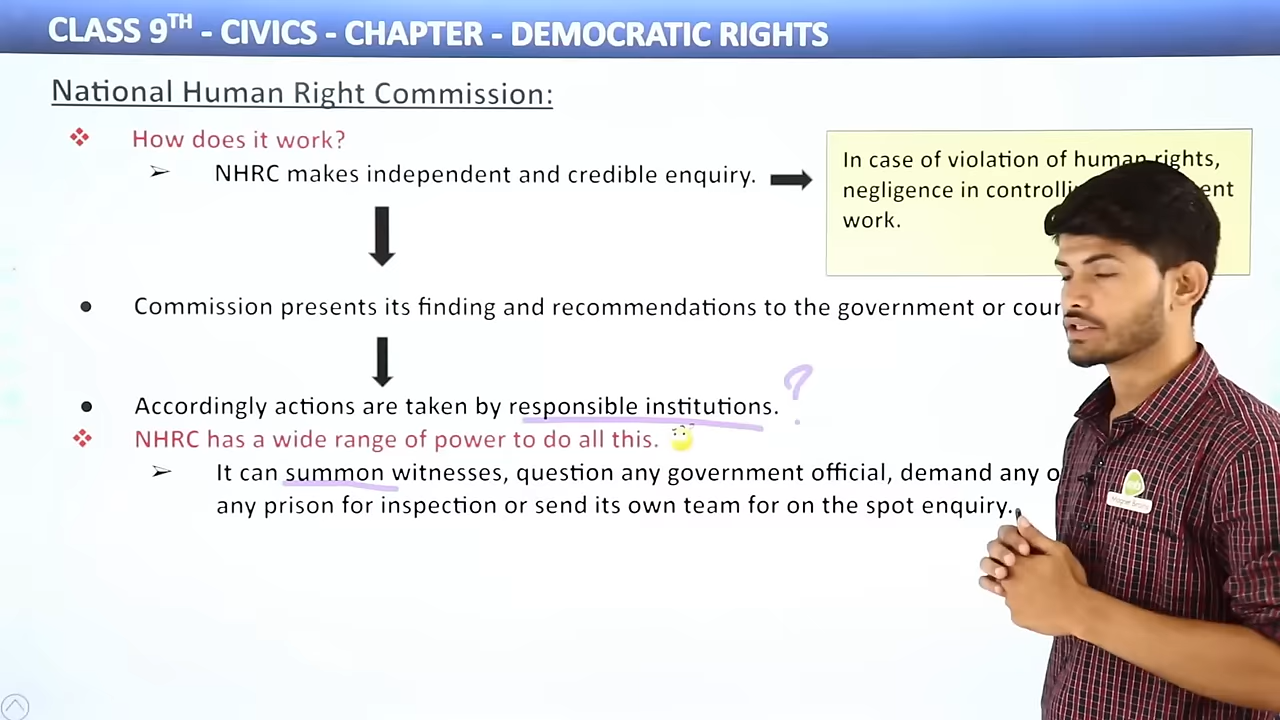 CLASS 9TH - CIVICS - CHAPTER - DEMOCRATIC RIGHTS
National Human Right Commission:
How does it work?
NHRC makes independent and credible enquiry.
In case of violation of human rights,
negligence in
work.
Commission presents its finding and recommendations to the government or
Accordingly actions are taken by responsible institutions. ?
NHRC has a wide range of power to do all this.
It can summon witnesses, question any government official, demand any
any prison for inspection or send its own team for on the spot enquiry.